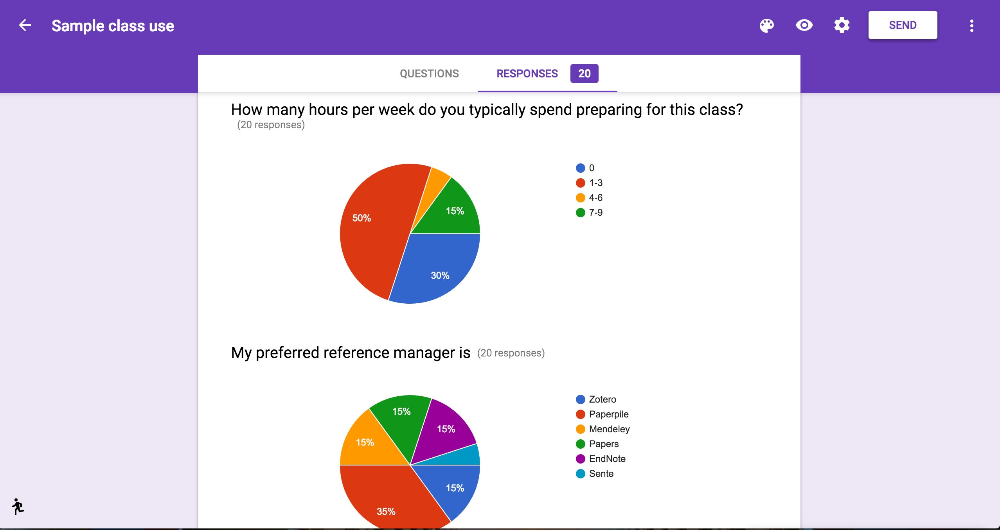 Sample class use
SEND
QUESTIONS
RESPONSES 20
How many hours per week do you typically spend preparing for this class?
(20 responses)
0
1-3
4-6
7-9
50%
15%
30%
My preferred reference manager is (20 responses)
Zotero
Paperpile
Mendeley
Papers
EndNote
Sente
15%
15%
15%
15%
35%